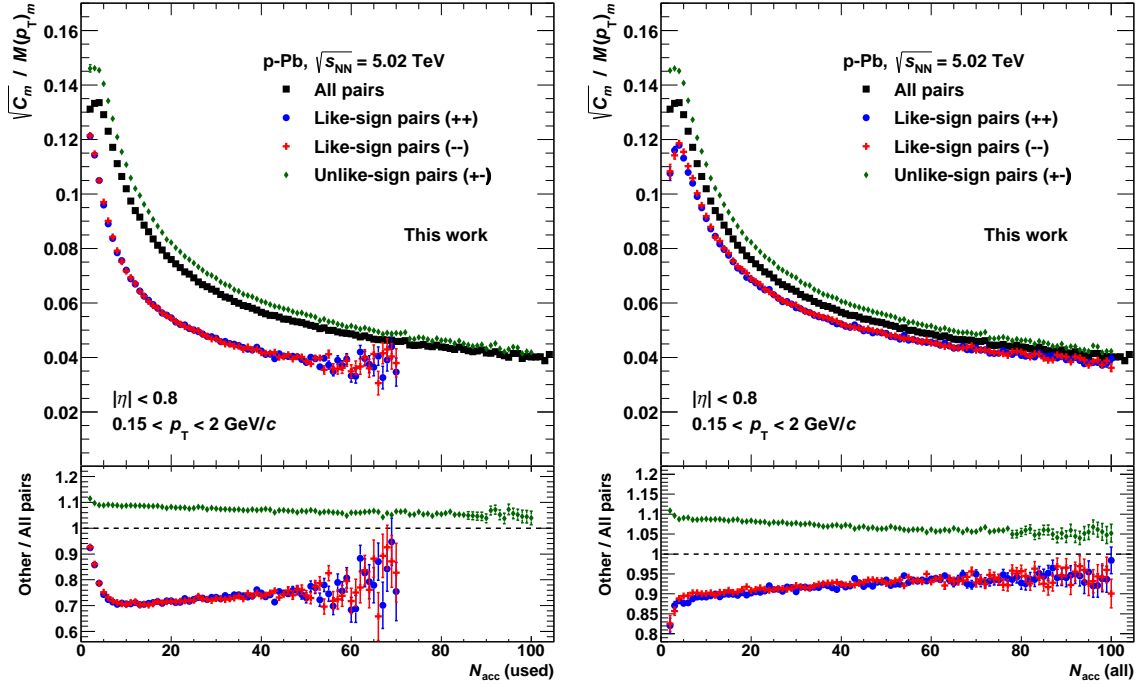 √C_m / M(p_T)_m
0.16
0.14
0.12
0.1
0.08
0.06
0.04
0.02
p-Pb, √s_NN = 5.02 TeV
All pairs
Like-sign pairs (++)
Like-sign pairs (--)
Unlike-sign pairs (+-)
This work
|η| < 0.8
0.15 < p_T < 2 GeV/c
Other / All pairs
1.2
1.1
1
0.9
0.8
0.7
0.6
0 20 40 60 80 100
N_acc (used)
√C_m / M(p_T)_m
0.16
0.14
0.12
0.1
0.08
0.06
0.04
0.02
p-Pb, √s_NN = 5.02 TeV
All pairs
Like-sign pairs (++)
Like-sign pairs (--)
Unlike-sign pairs (+-)
This work
|η| < 0.8
0.15 < p_T < 2 GeV/c
Other / All pairs
1.2
1.15
1.1
1.05
1
0.95
0.9
0.85
0.8
0 20 40 60 80 100
N_acc (all)